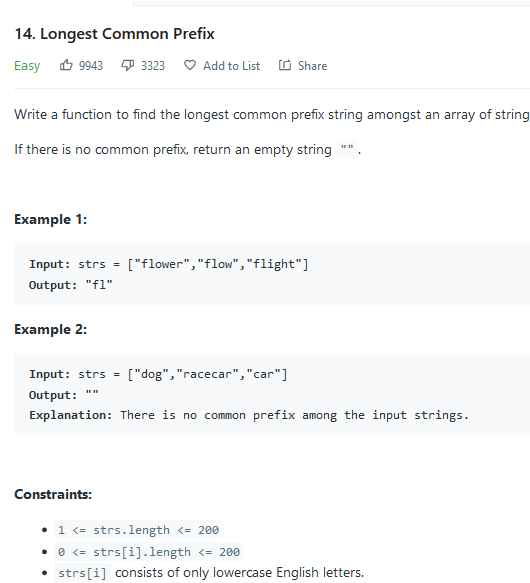 14. Longest Common Prefix
Easy 9943 3323 Add to List Share
Write a function to find the longest common prefix string amongst an array of string
If there is no common prefix, return an empty string "".
Example 1:
Input: strs = ["flower","flow","flight"]
Output: "fl"
Example 2:
Input: strs = ["dog","racecar","car"]
Output: ""
Explanation: There is no common prefix among the input strings.
Constraints:
• 1 <= strs.length <= 200
• 0 <= strs[i].length <= 200
• strs[i] consists of only lowercase English letters.